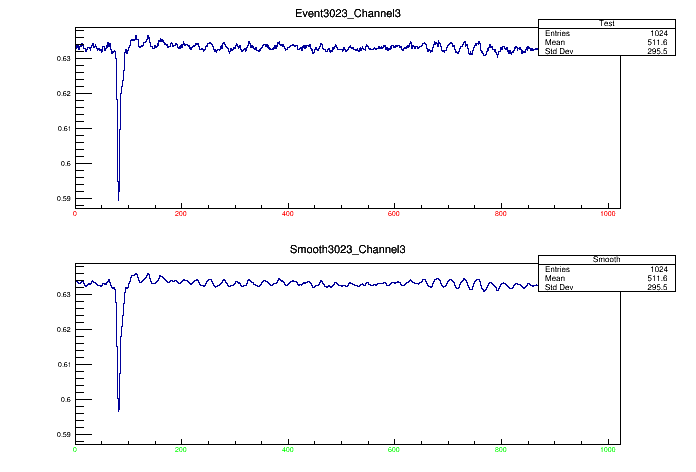 Event3023_Channel3
Test
Entries 1024
Mean 511.6
Std Dev 295.5
0.63
0.62
0.61
0.6
0.59
0 200 400 600 800 1000
Smooth3023_Channel3
Smooth
Entries 1024
Mean 511.6
Std Dev 295.5
0.63
0.62
0.61
0.6
0.59
0 200 400 600 800 1000